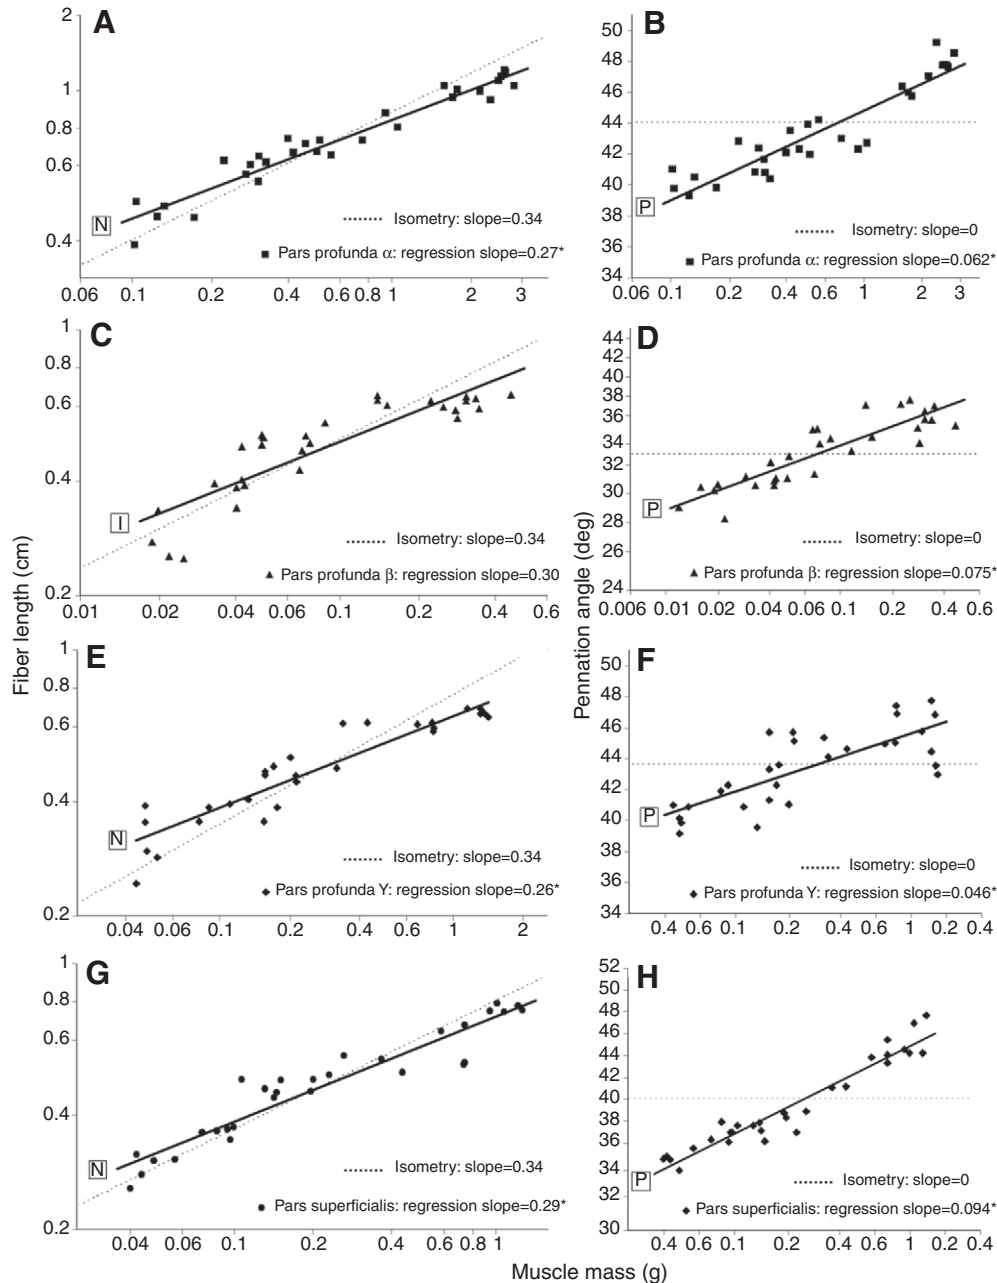 A
2
1
0.8
0.6
0.4
N
Isometry: slope=0.34
Pars profunda α: regression slope=0.27*
0.06 0.1 0.2 0.4 0.6 0.8 1 2 3
B
50
48
46
44
42
40
38
36
34
P
Isometry: slope=0
Pars profunda α: regression slope=0.062*
0.06 0.1 0.2 0.4 0.6 1 2 3
C
1
0.8
0.6
0.4
0.2
I
Isometry: slope=0.34
Pars profunda β: regression slope=0.30
0.01 0.02 0.04 0.06 0.1 0.2 0.4 0.6
D
44
42
40
38
36
34
32
30
28
26
24
P
Isometry: slope=0
Pars profunda β: regression slope=0.075*
0.006 0.01 0.02 0.04 0.06 0.1 0.2 0.4 0.6
Fiber length (cm)
Pennation angle (deg)
E
1
0.8
0.6
0.4
0.2
N
Isometry: slope=0.34
Pars profunda Y: regression slope=0.26*
0.04 0.06 0.1 0.2 0.4 0.6 1 2
F
50
48
46
44
42
40
38
36
34
P
Isometry: slope=0
Pars profunda Y: regression slope=0.046*
0.4 0.6 0.1 0.2 0.4 0.6 1 0.2 0.4
G
1
0.8
0.6
0.4
0.2
N
Isometry: slope=0.34
Pars superficialis: regression slope=0.29*
0.04 0.06 0.1 0.2 0.4 0.6 0.8 1
H
52
50
48
46
44
42
40
38
36
34
32
30
P
Isometry: slope=0
Pars superficialis: regression slope=0.094*
0.4 0.6 0.1 0.2 0.4 0.6 1 0.2 0.4
Muscle mass (g)